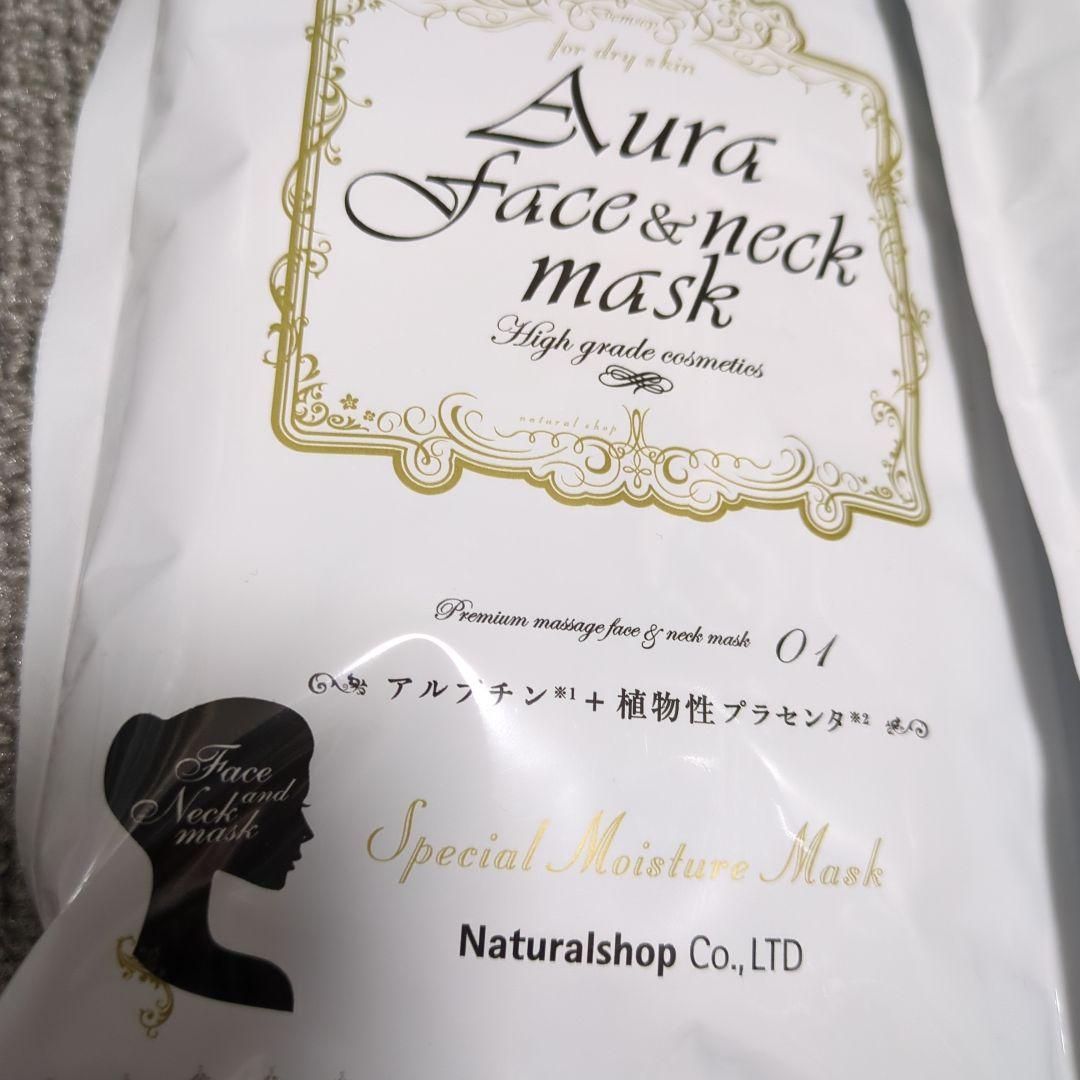 for dry skin
Aura
Face & neck
mask
High grade cosmetics
natural shop
Premium massage face & neck mask 01
アルブチン※1 + 植物性プラセンタ※2
Face
and
Neck
mask
Special Moisture Mask
Naturalshop Co., LTD